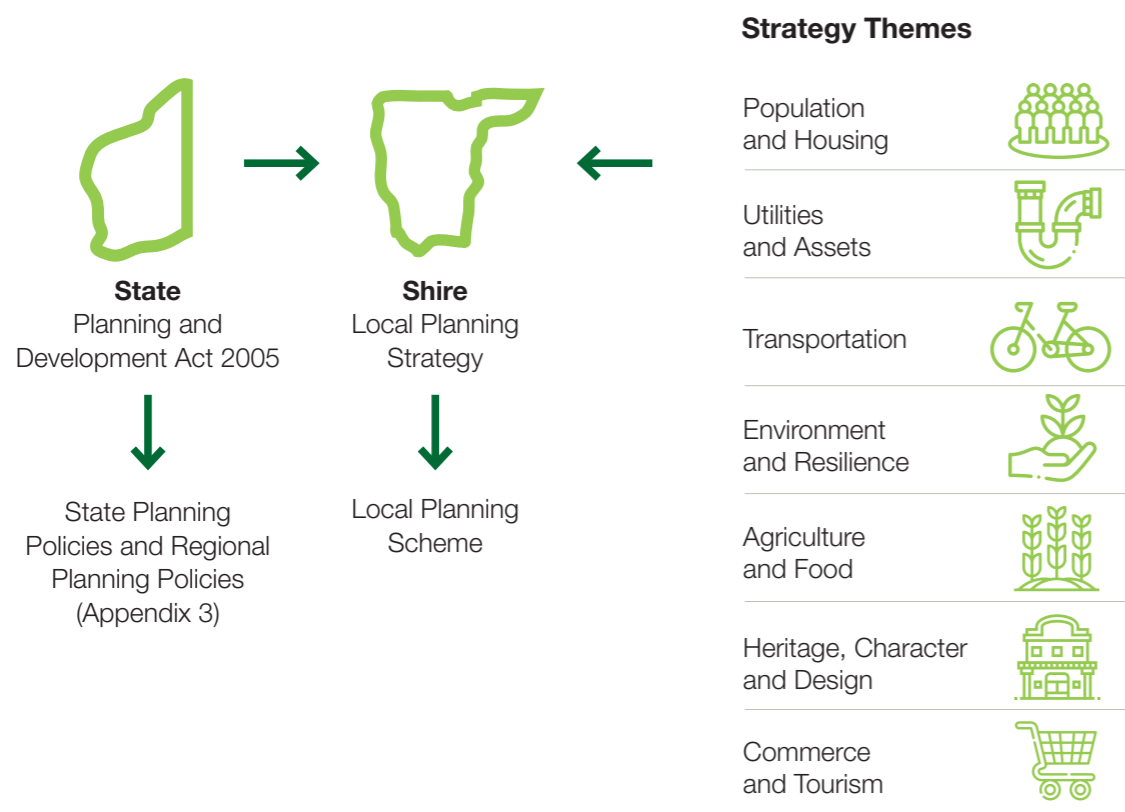 State
Planning and
Development Act 2005
State Planning
Policies and Regional
Planning Policies
(Appendix 3)
Shire
Local Planning
Strategy
Local Planning
Scheme
Strategy Themes
Population
and Housing
Utilities
and Assets
Transportation
Environment
and Resilience
Agriculture
and Food
Heritage, Character
and Design
Commerce
and Tourism